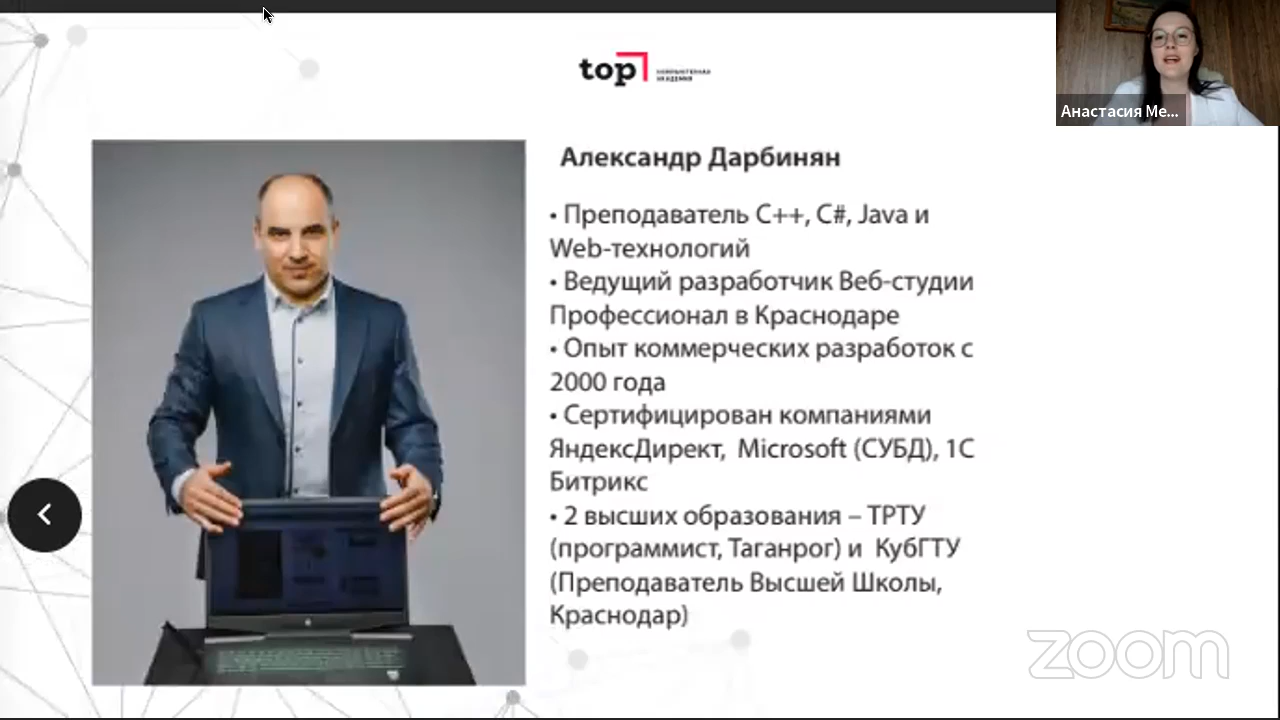 top
КОМПЬЮТЕРНАЯ
АКАДЕМИЯ
Анастасия Ме...
Александр Дарбинян
• Преподаватель C++, C#, Java и
Web-технологий
• Ведущий разработчик Веб-студии
Профессионал в Краснодаре
• Опыт коммерческих разработок с
2000 года
• Сертифицирован компаниями
ЯндексДирект, Microsoft (СУБД), 1С
Битрикс
• 2 высших образования – ТРТУ
(программист, Таганрог) и КубГТУ
(Преподаватель Высшей Школы,
Краснодар)
zoom